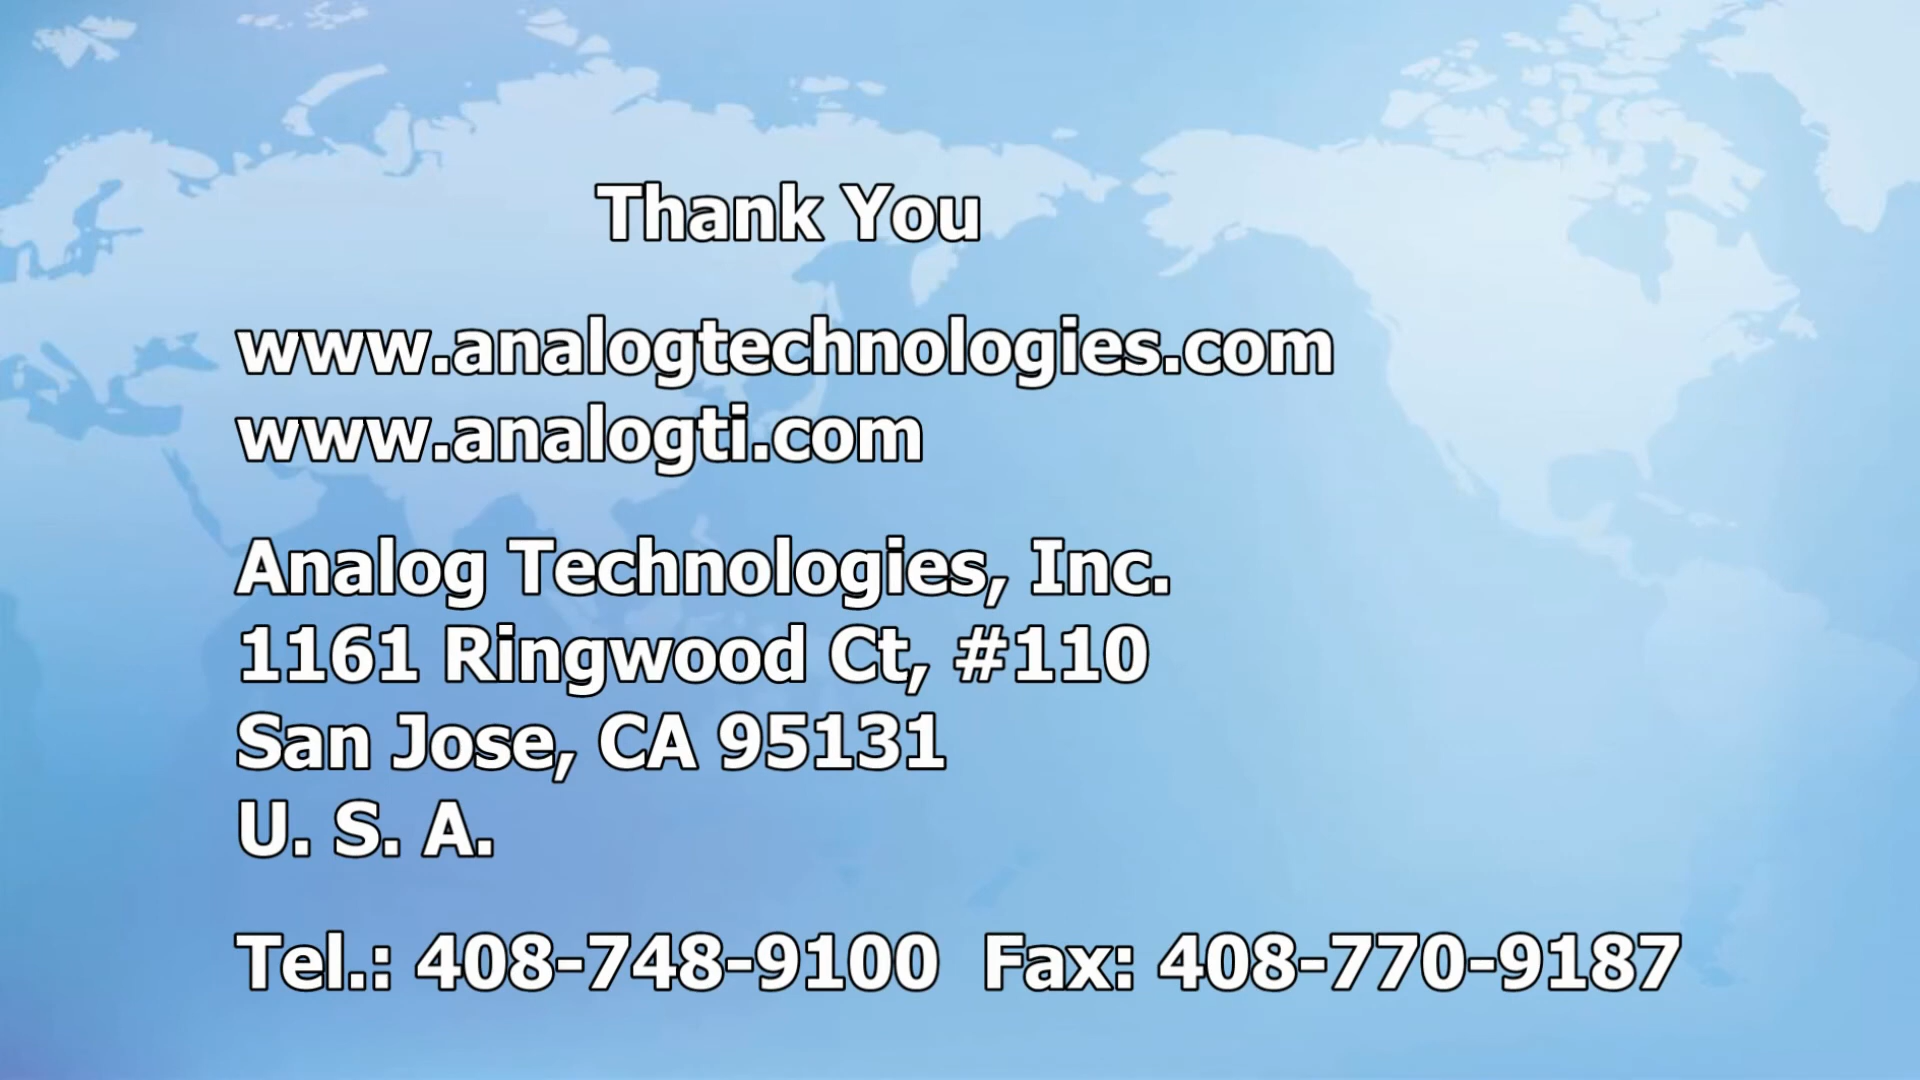 Thank You
www.analogtechnologies.com
www.analogti.com
Analog Technologies, Inc.
1161 Ringwood Ct, #110
San Jose, CA 95131
U. S. A.
Tel.: 408-748-9100  Fax: 408-770-9187